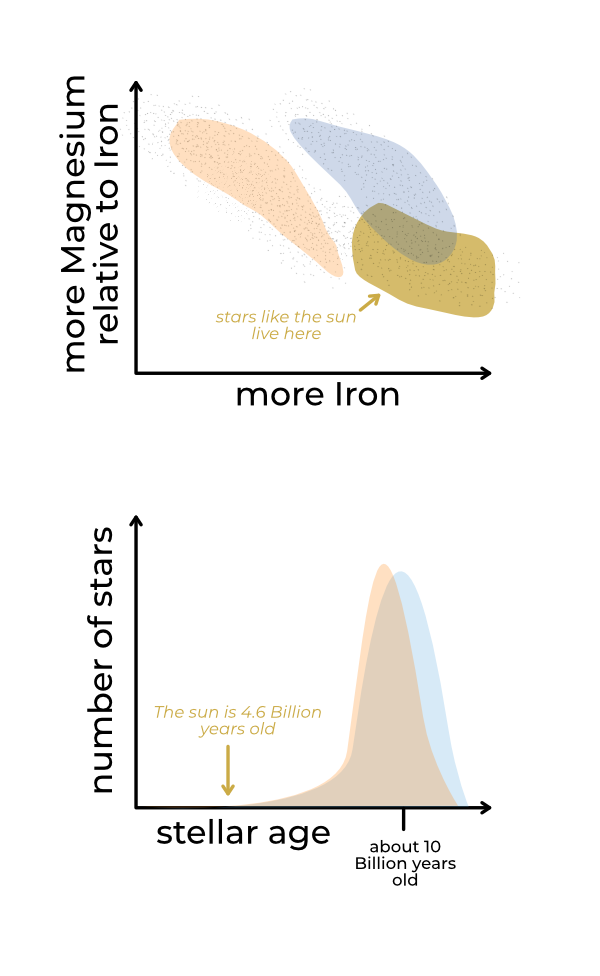 more Magnesium
relative to Iron
stars like the sun
live here
more Iron
number of stars
The sun is 4.6 Billion
years old
stellar age
about 10
Billion years
old